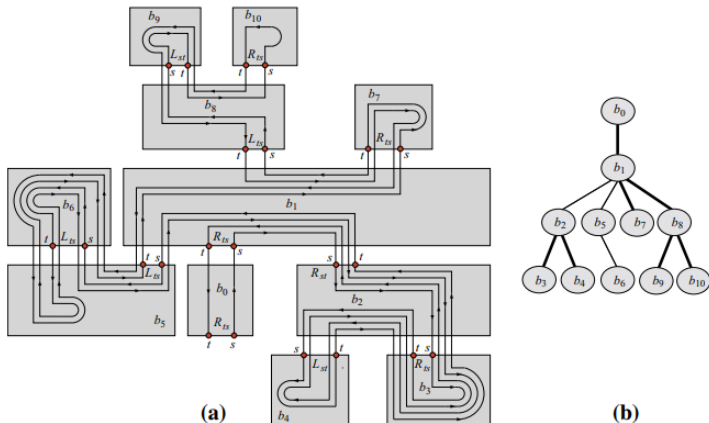 b9 b10
Lst Rts
s t t s
b8 b7
Lts Rts
t s t s
b6 b1
Lts Rts
t s t s t s s t
Lts Rst
b0 b2
b5
Rts
t s
s t t s
Lst Rts
b4 b3
(a)
b0
b1
b2 b5 b7 b8
b3 b4 b6 b9 b10
(b)